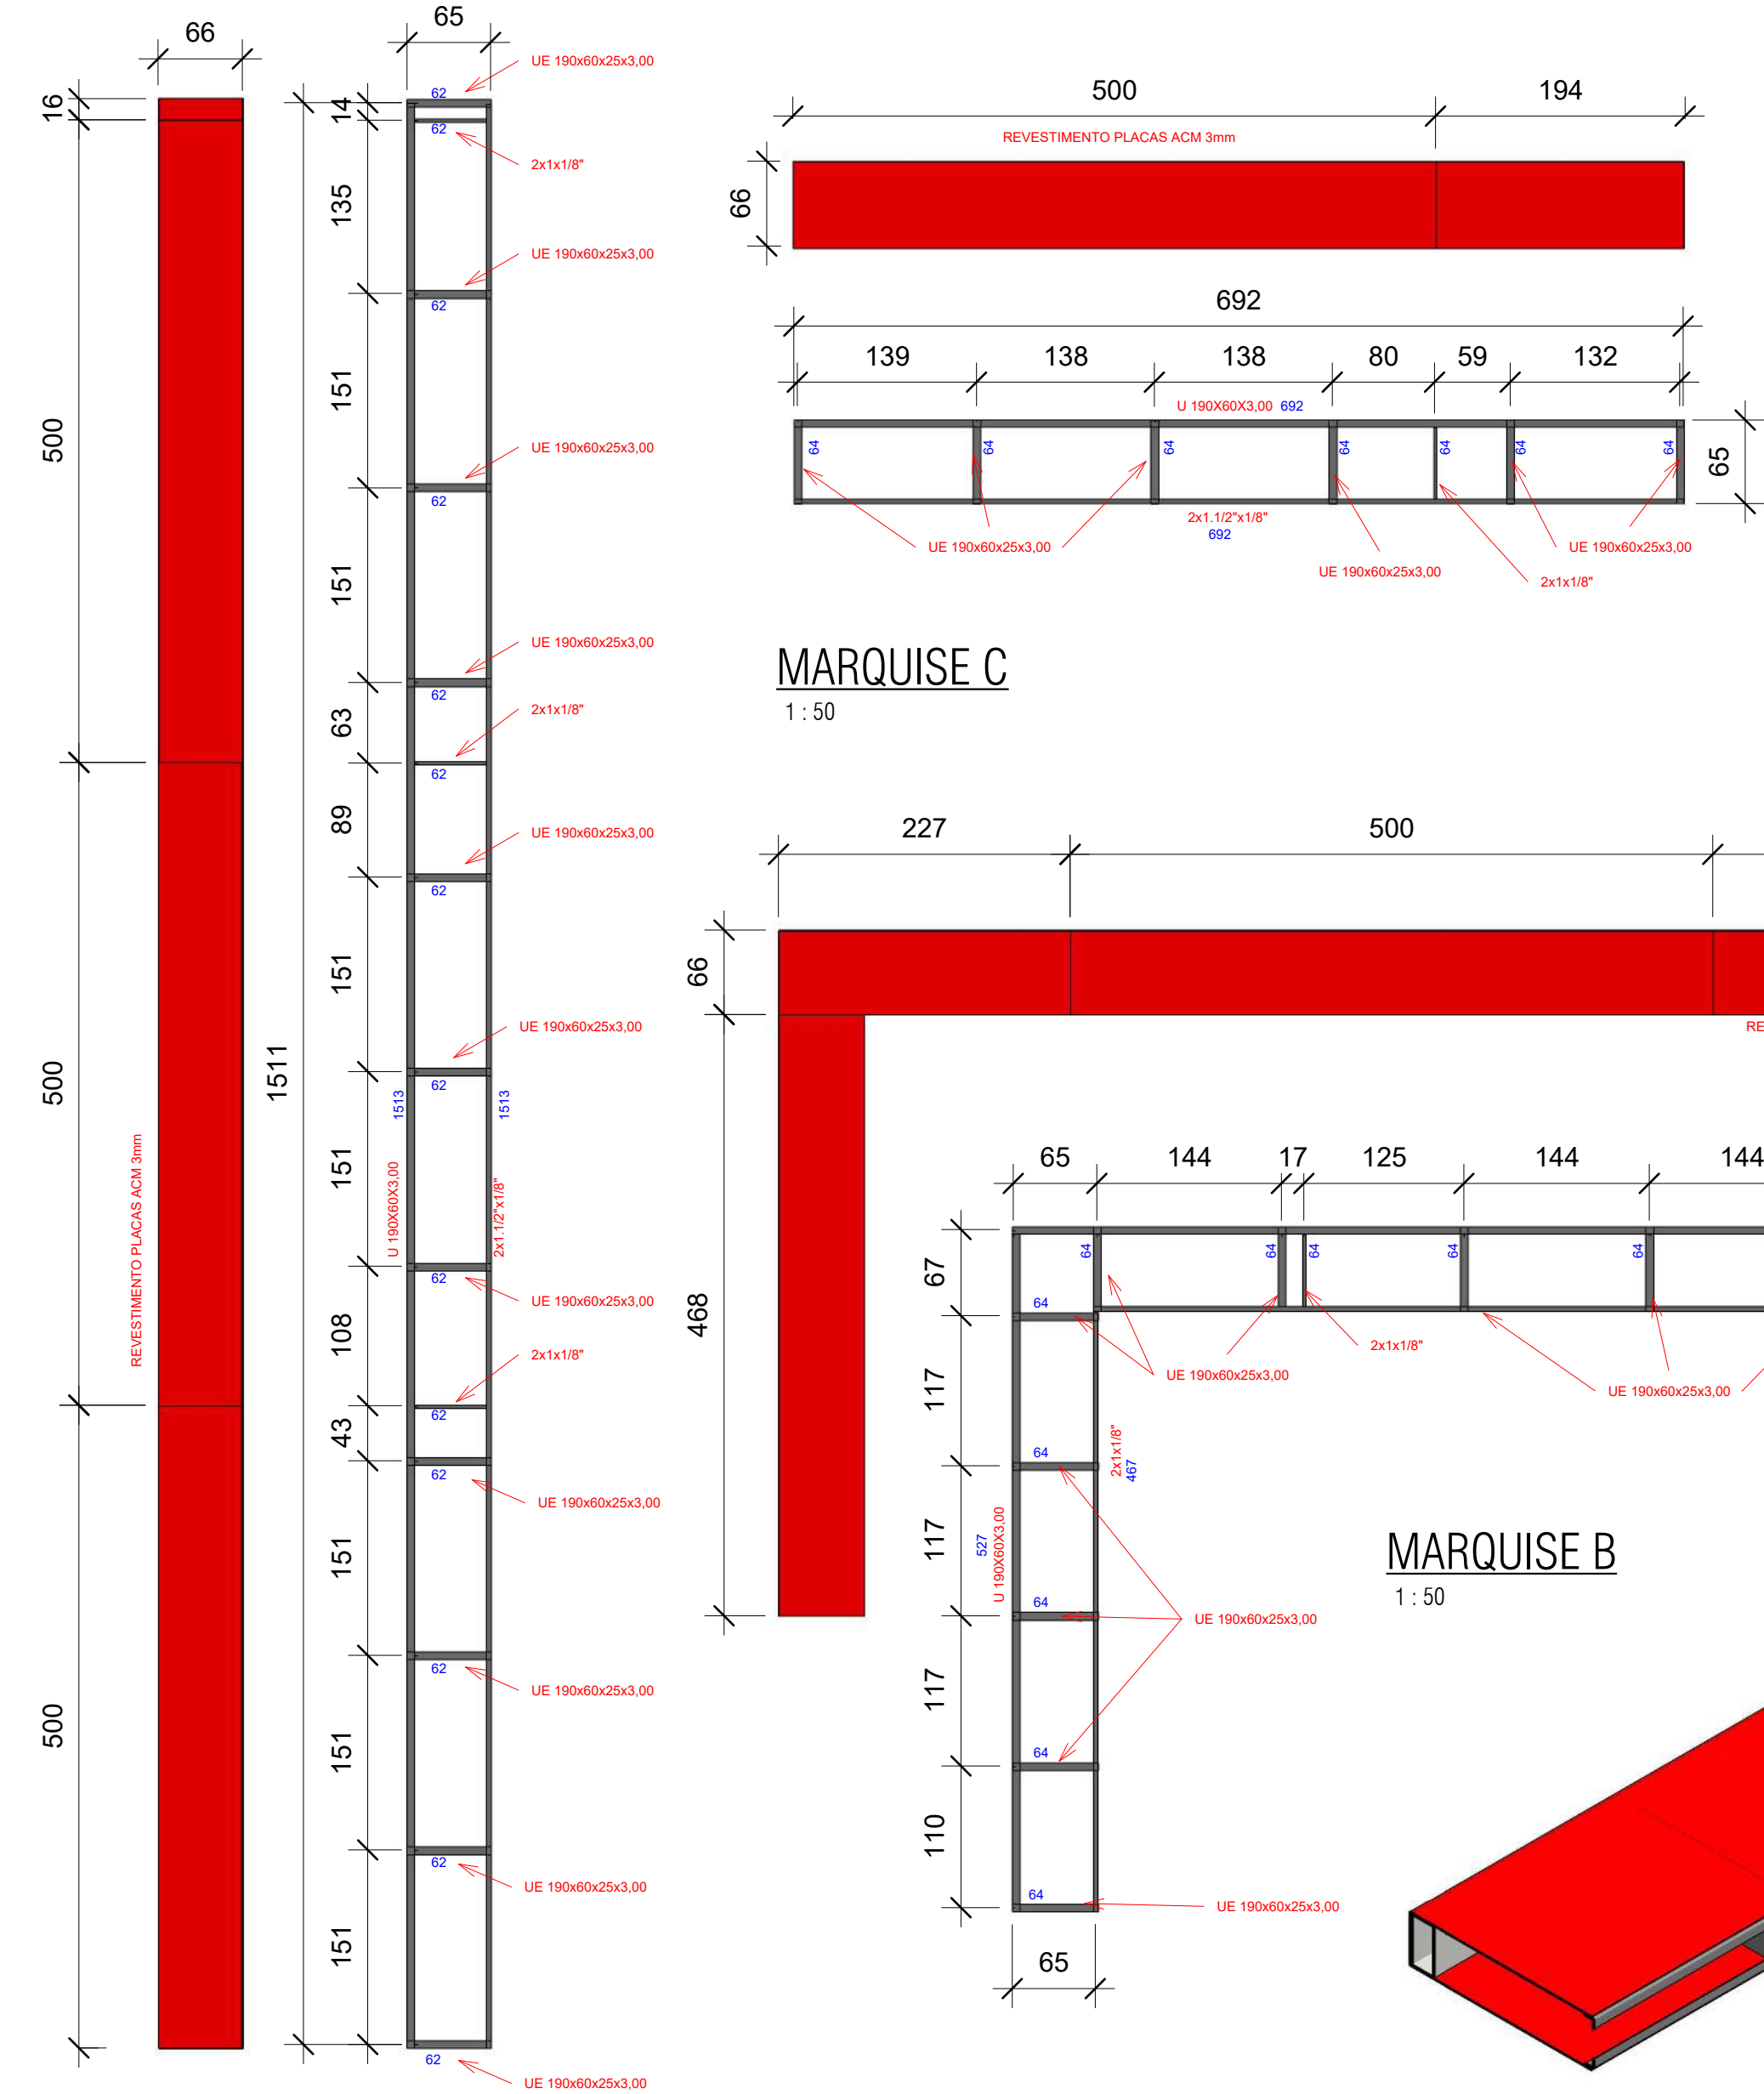 66
16
500
500
500
REVESTIMENTO PLACAS ACM 3mm
65
14
135
151
151
63
89
151
151
108
43
151
151
151
1511
UE 190x60x25x3,00
62
62
2x1x1/8"
UE 190x60x25x3,00
62
UE 190x60x25x3,00
62
UE 190x60x25x3,00
62
2x1x1/8"
62
UE 190x60x25x3,00
62
UE 190x60x25x3,00
62
1513
1513
U 190X60X3,00
2x1.1/2"x1/8"
62
UE 190x60x25x3,00
2x1x1/8"
62
62
UE 190x60x25x3,00
62
UE 190x60x25x3,00
62
UE 190x60x25x3,00
62
UE 190x60x25x3,00
500
194
REVESTIMENTO PLACAS ACM 3mm
66
692
139
138
138
80
59
132
U 190X60X3,00 692
64
64
64
64
64
64
64
65
2x1.1/2"x1/8"
692
UE 190x60x25x3,00
UE 190x60x25x3,00
UE 190x60x25x3,00
2x1x1/8"
MARQUISE C
1 : 50
227
500
66
468
RE
65
144
17
125
144
144
67
117
117
117
110
64
64
64
64
64
64
2x1x1/8"
UE 190x60x25x3,00
UE 190x60x25x3,00
64
2x1x1/8"
467
527
U 190X60X3,00
64
UE 190x60x25x3,00
64
64
UE 190x60x25x3,00
65
MARQUISE B
1 : 50